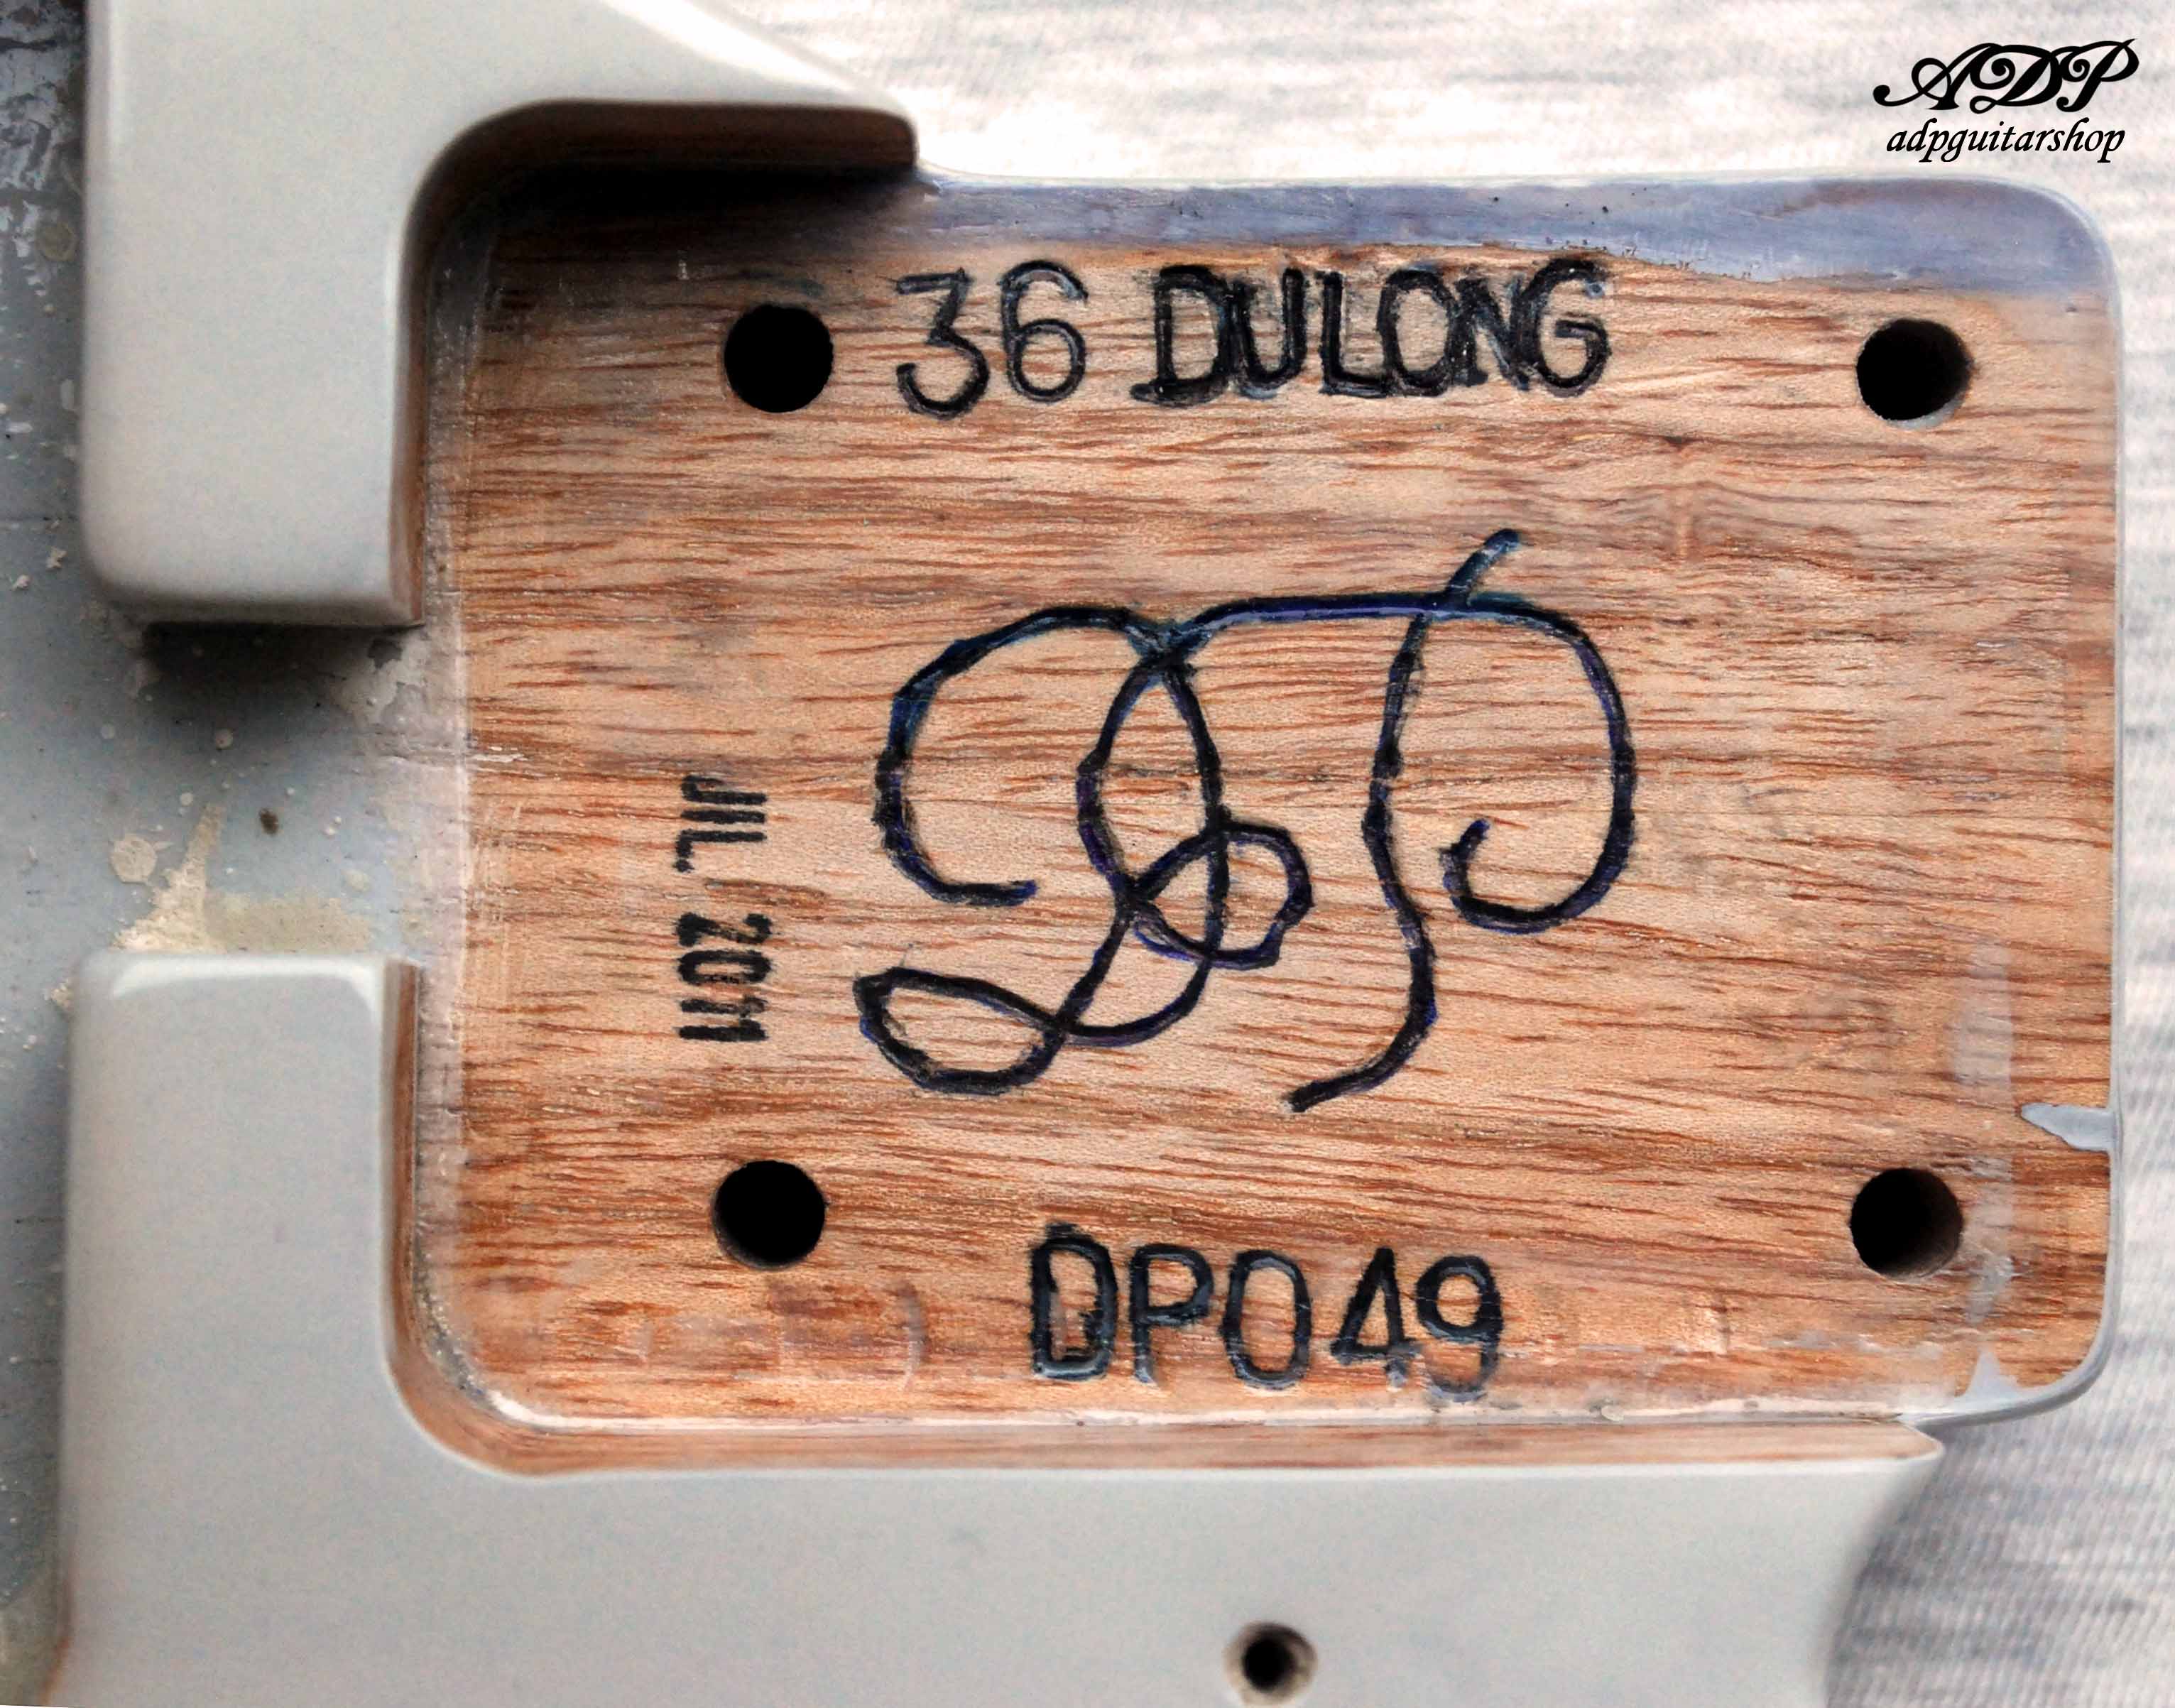 ADP
adpguitarshop
36 DULONG
JUL 2011
DP049